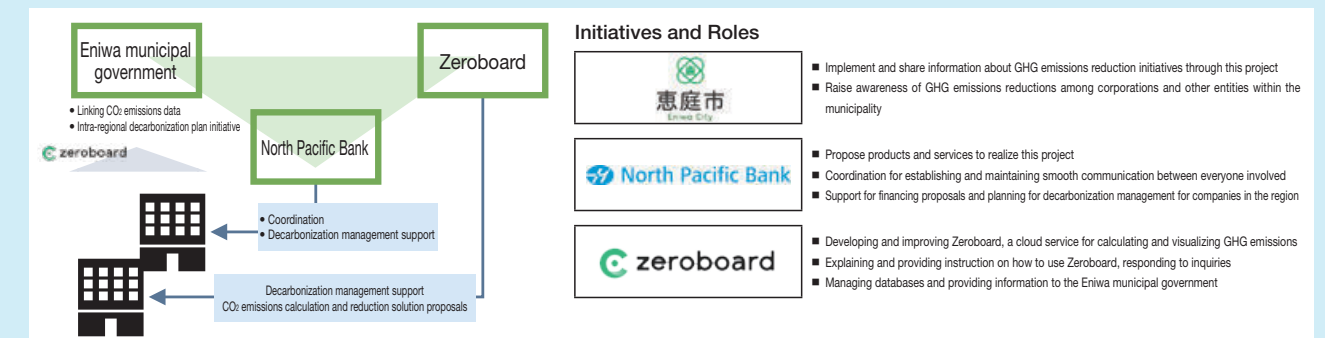 Eniwa municipal
government
Zeroboard
• Linking CO₂ emissions data
• Intra-regional decarbonization plan initiative
zeroboard
North Pacific Bank
• Coordination
• Decarbonization management support
Decarbonization management support
CO₂ emissions calculation and reduction solution proposals
Initiatives and Roles
恵庭市
Eniwa City
■ Implement and share information about GHG emissions reduction initiatives through this project
■ Raise awareness of GHG emissions reductions among corporations and other entities within the
municipality
North Pacific Bank
■ Propose products and services to realize this project
■ Coordination for establishing and maintaining smooth communication between everyone involved
■ Support for financing proposals and planning for decarbonization management for companies in the region
zeroboard
■ Developing and improving Zeroboard, a cloud service for calculating and visualizing GHG emissions
■ Explaining and providing instruction on how to use Zeroboard, responding to inquiries
■ Managing databases and providing information to the Eniwa municipal government